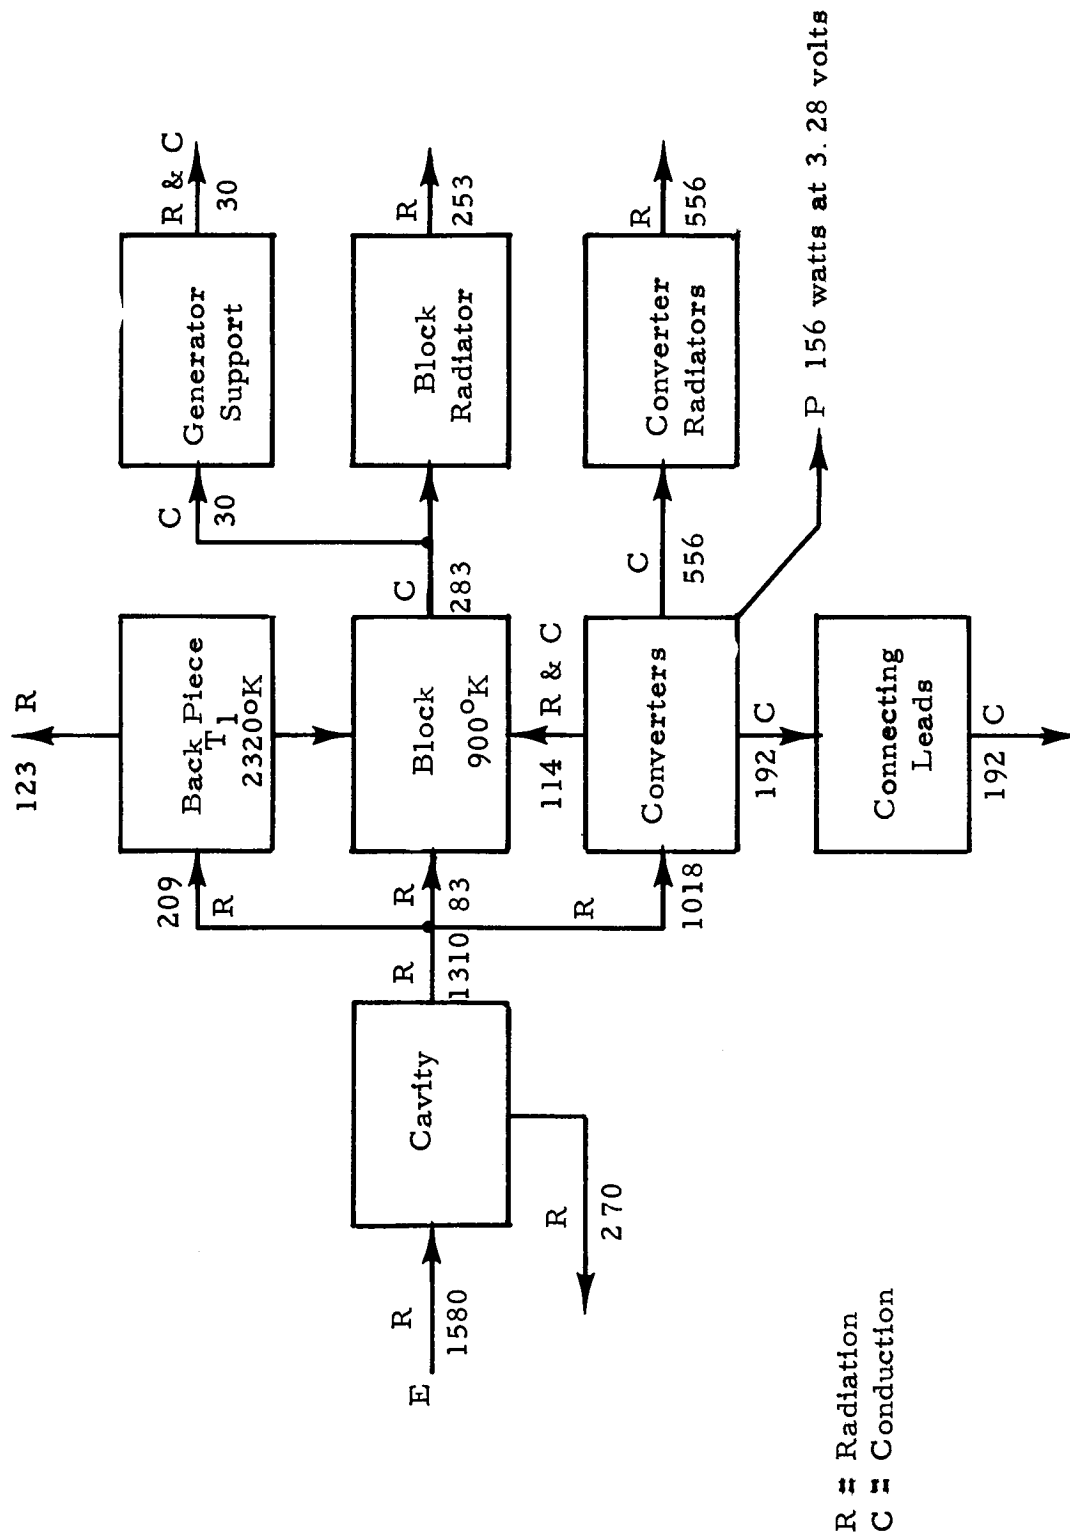 E
R
1580
Cavity
R
270
R
1310
209
R
R
83
R
1018
123
R
Back Piece
T1
2320°K
Block
900°K
114
R & C
Converters
192
C
Connecting
Leads
192
C
C
30
C
283
C
556
Generator
Support
Block
Radiator
Converter
Radiators
R & C
30
R
253
R
556
P 156 watts at 3.28 volts
R = Radiation
C = Conduction